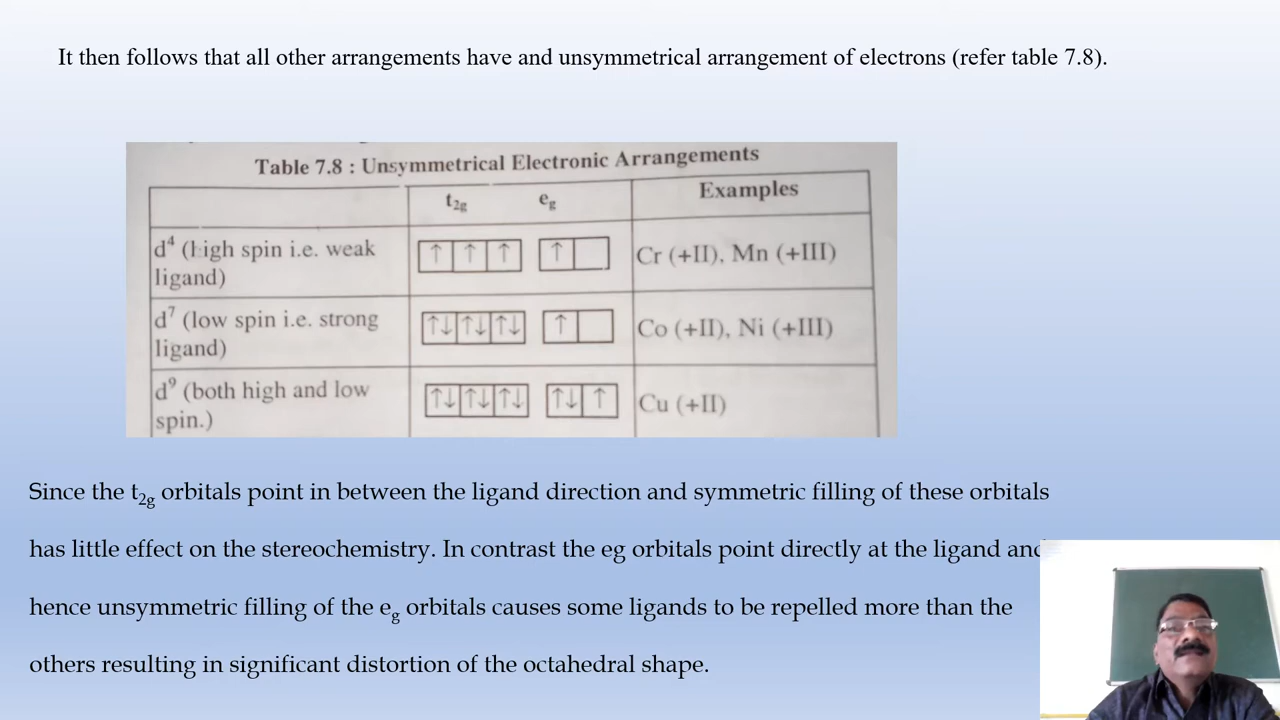 It then follows that all other arrangements have and unsymmetrical arrangement of electrons (refer table 7.8).
Table 7.8 : Unsymmetrical Electronic Arrangements
t2g eg Examples
d⁴ (high spin i.e. weak ligand) ↑ ↑ ↑ ↑ Cr (+II), Mn (+III)
d⁷ (low spin i.e. strong ligand) ↑↓ ↑↓ ↑↓ ↑ Co (+II), Ni (+III)
d⁹ (both high and low spin.) ↑↓ ↑↓ ↑↓ ↑↓ ↑ Cu (+II)
Since the t2g orbitals point in between the ligand direction and symmetric filling of these orbitals
has little effect on the stereochemistry. In contrast the eg orbitals point directly at the ligand and
hence unsymmetric filling of the eg orbitals causes some ligands to be repelled more than the
others resulting in significant distortion of the octahedral shape.